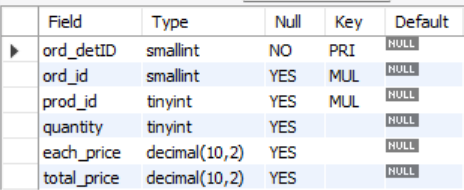 Field Type Null Key Default
ord_detID smallint NO PRI NULL
ord_id smallint YES MUL NULL
prod_id tinyint YES MUL NULL
quantity tinyint YES NULL
each_price decimal(10,2) YES NULL
total_price decimal(10,2) YES NULL